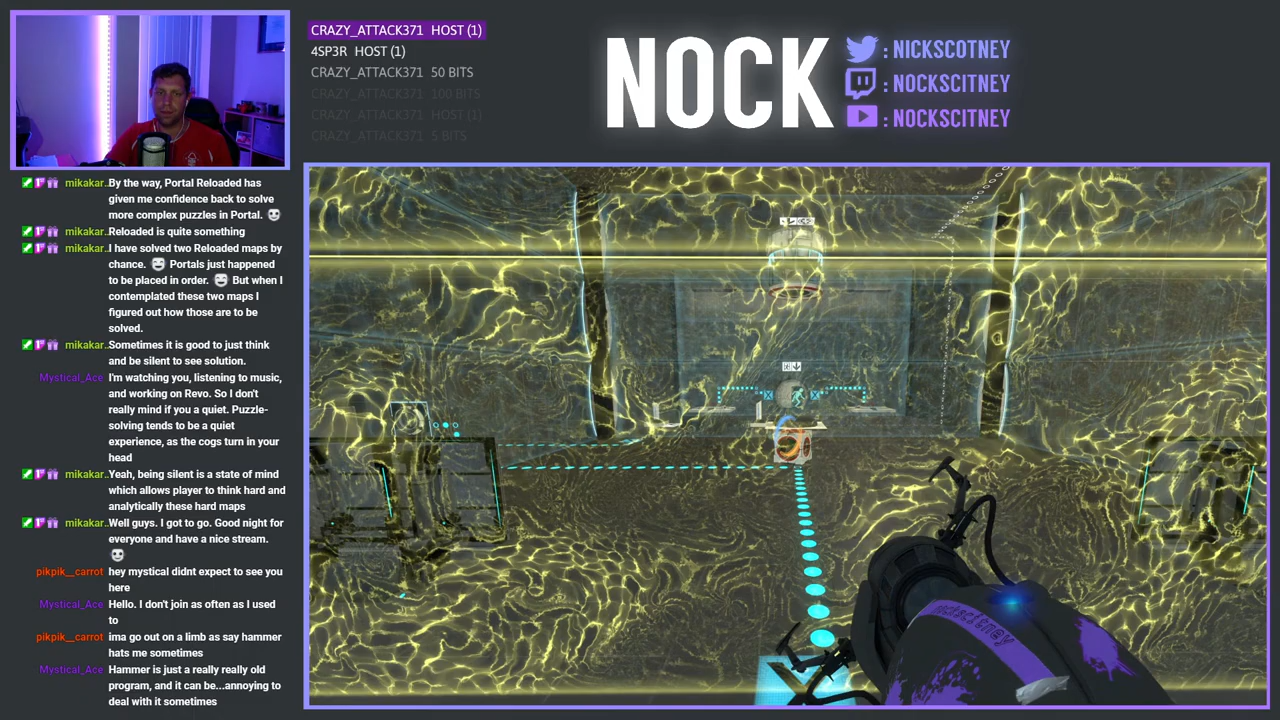 CRAZY_ATTACK371 HOST (1)
4SP3R HOST (1)
CRAZY_ATTACK371 50 BITS
CRAZY_ATTACK371 100 BITS
CRAZY_ATTACK371 HOST (1)
CRAZY_ATTACK371 5 BITS
NOCK
: NICKSCOTNEY
: NOCKSCITNEY
: NOCKSCITNEY
mikakar.. By the way, Portal Reloaded has
given me confidence back to solve
more complex puzzles in Portal.
mikakar.. Reloaded is quite something
mikakar.. I have solved two Reloaded maps by
chance. Portals just happened
to be placed in order. But when I
contemplated these two maps I
figured out how those are to be
solved.
mikakar.. Sometimes it is good to just think
and be silent to see solution.
Mystical_Ace I'm watching you, listening to music,
and working on Revo. So I don't
really mind if you a quiet. Puzzle-
solving tends to be a quiet
experience, as the cogs turn in your
head
mikakar.. Yeah, being silent is a state of mind
which allows player to think hard and
analytically these hard maps
mikakar.. Well guys. I got to go. Good night for
everyone and have a nice stream.
pikpik__carrot hey mystical didnt expect to see you
here
Mystical_Ace Hello. I don't join as often as I used
to
pikpik__carrot ima go out on a limb as say hammer
hats me sometimes
Mystical_Ace Hammer is just a really really old
program, and it can be...annoying to
deal with it sometimes
nockscitney